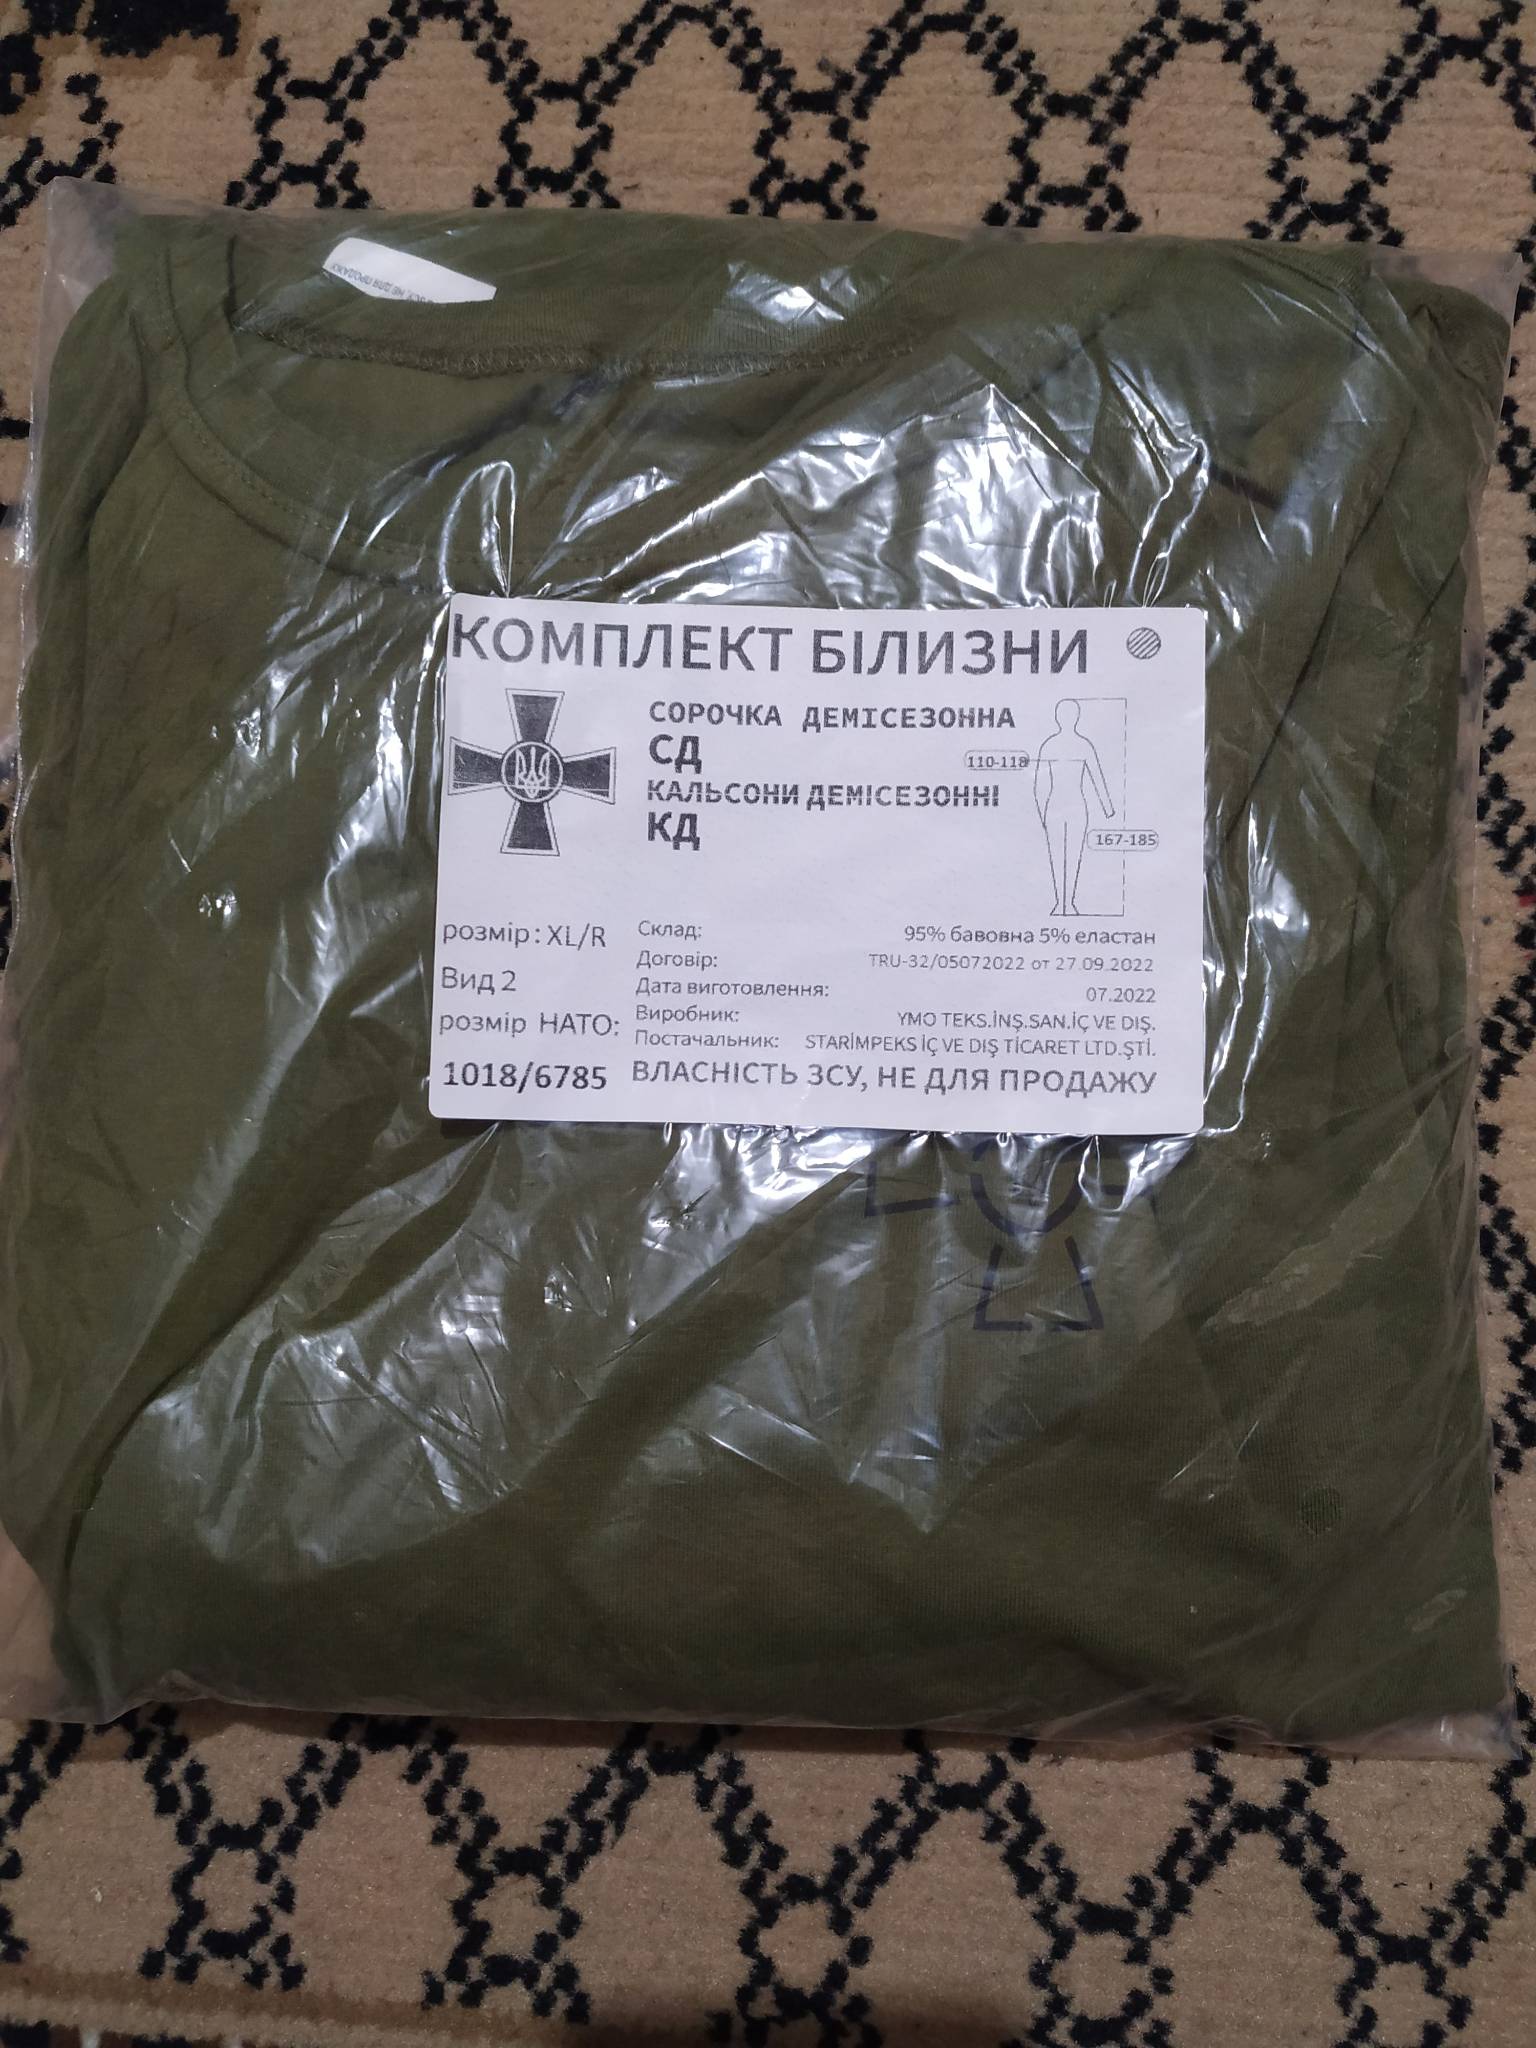 НЕ ДЛЯ ПРОДАЖУ
КОМПЛЕКТ БІЛИЗНИ
СОРОЧКА ДЕМІСЕЗОННА
СД
КАЛЬСОНИ ДЕМІСЕЗОННІ
КД
110-118
167-185
розмір: XL/R
Вид 2
розмір НАТО:
1018/6785
Склад: 95% бавовна 5% еластан
Договір: TRU-32/05072022 от 27.09.2022
Дата виготовлення: 07.2022
Виробник: YMO TEKS.İNŞ.SAN.İÇ VE DIŞ.
Постачальник: STARİMPEKS İÇ VE DIŞ TİCARET LTD.ŞTİ.
ВЛАСНІСТЬ ЗСУ, НЕ ДЛЯ ПРОДАЖУ